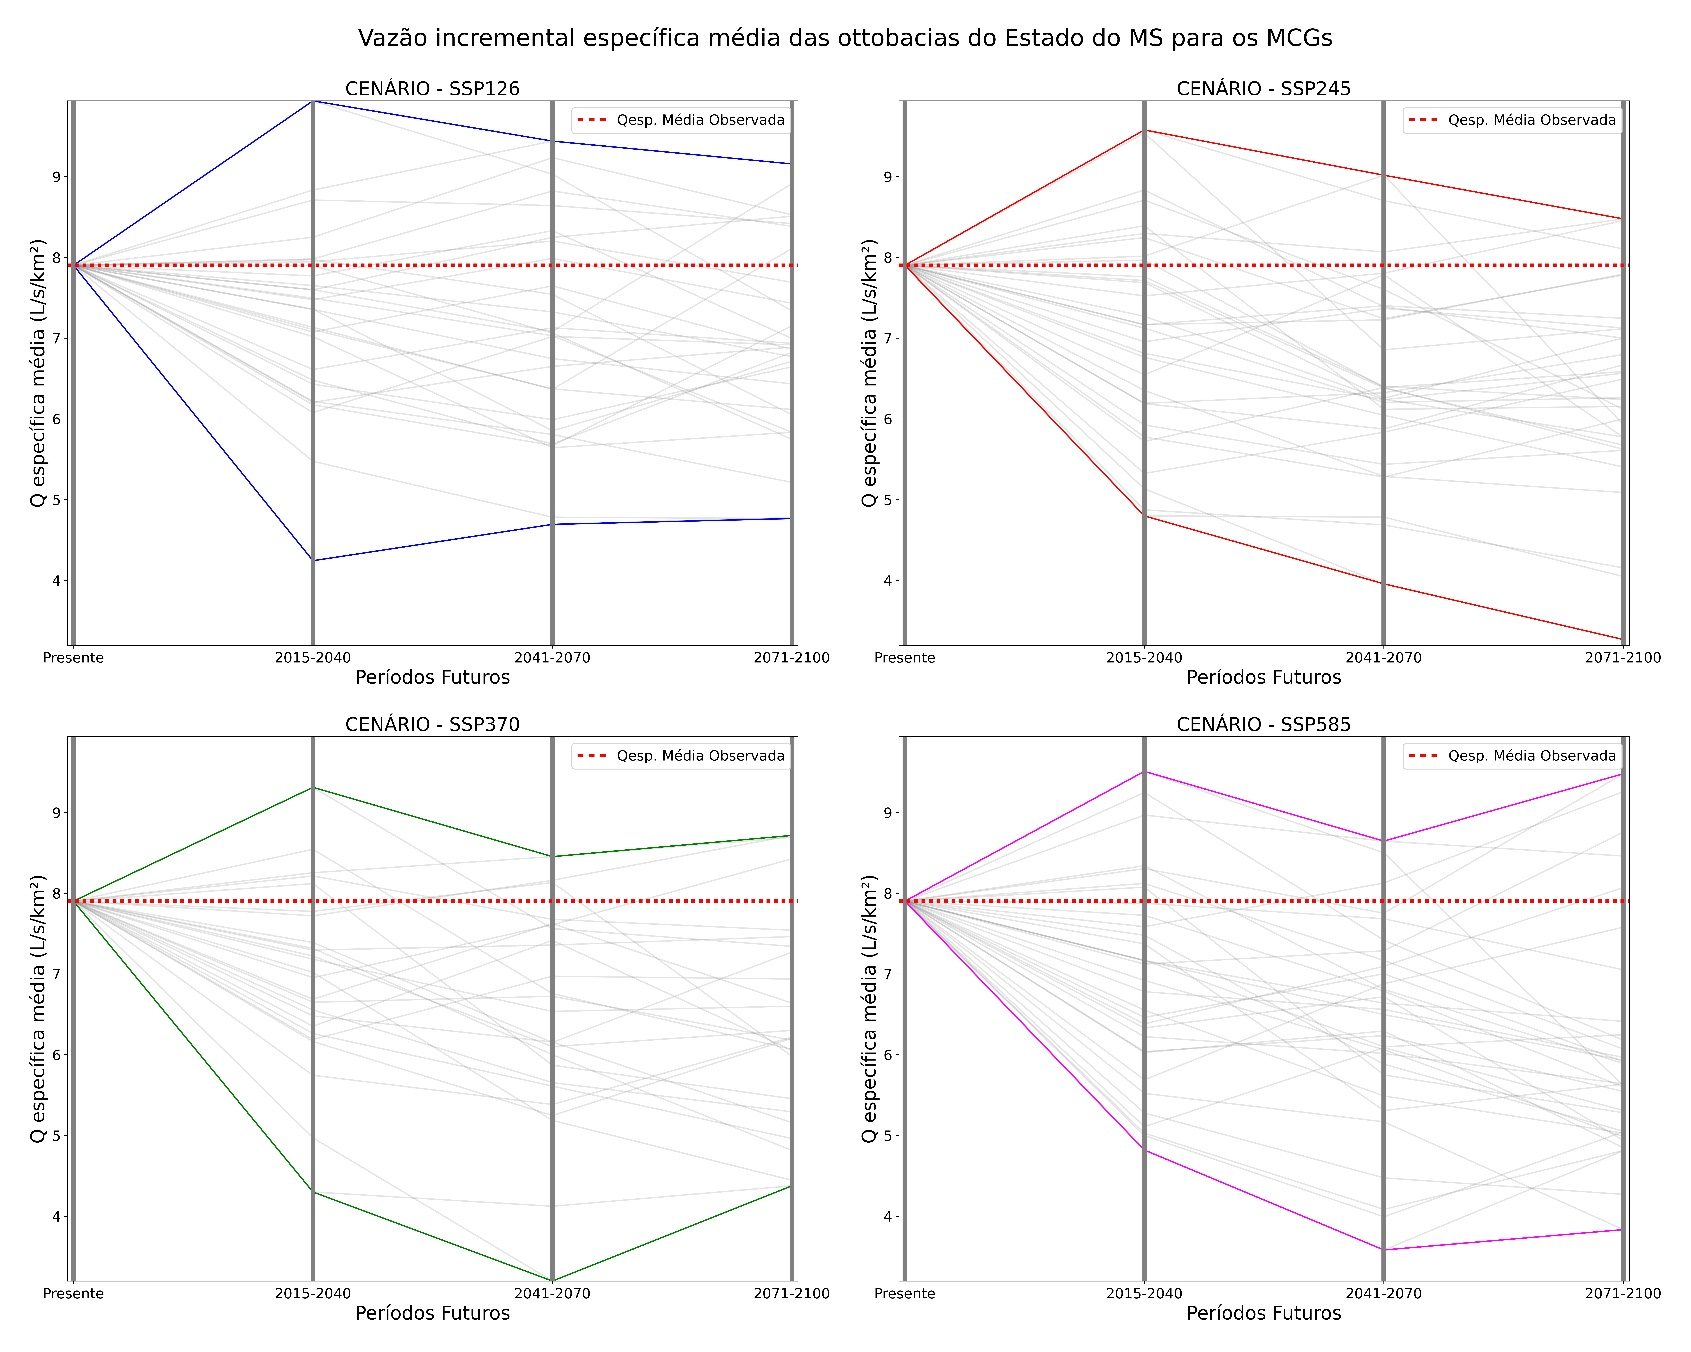 Vazão incremental específica média das ottobacias do Estado do MS para os MCGs
CENÁRIO - SSP126
Qesp. Média Observada
Q específica média (L/s/km²)
9
8
7
6
5
4
Presente
2015-2040
2041-2070
2071-2100
Períodos Futuros
CENÁRIO - SSP245
Qesp. Média Observada
Q específica média (L/s/km²)
9
8
7
6
5
4
Presente
2015-2040
2041-2070
2071-2100
Períodos Futuros
CENÁRIO - SSP370
Qesp. Média Observada
Q específica média (L/s/km²)
9
8
7
6
5
4
Presente
2015-2040
2041-2070
2071-2100
Períodos Futuros
CENÁRIO - SSP585
Qesp. Média Observada
Q específica média (L/s/km²)
9
8
7
6
5
4
Presente
2015-2040
2041-2070
2071-2100
Períodos Futuros